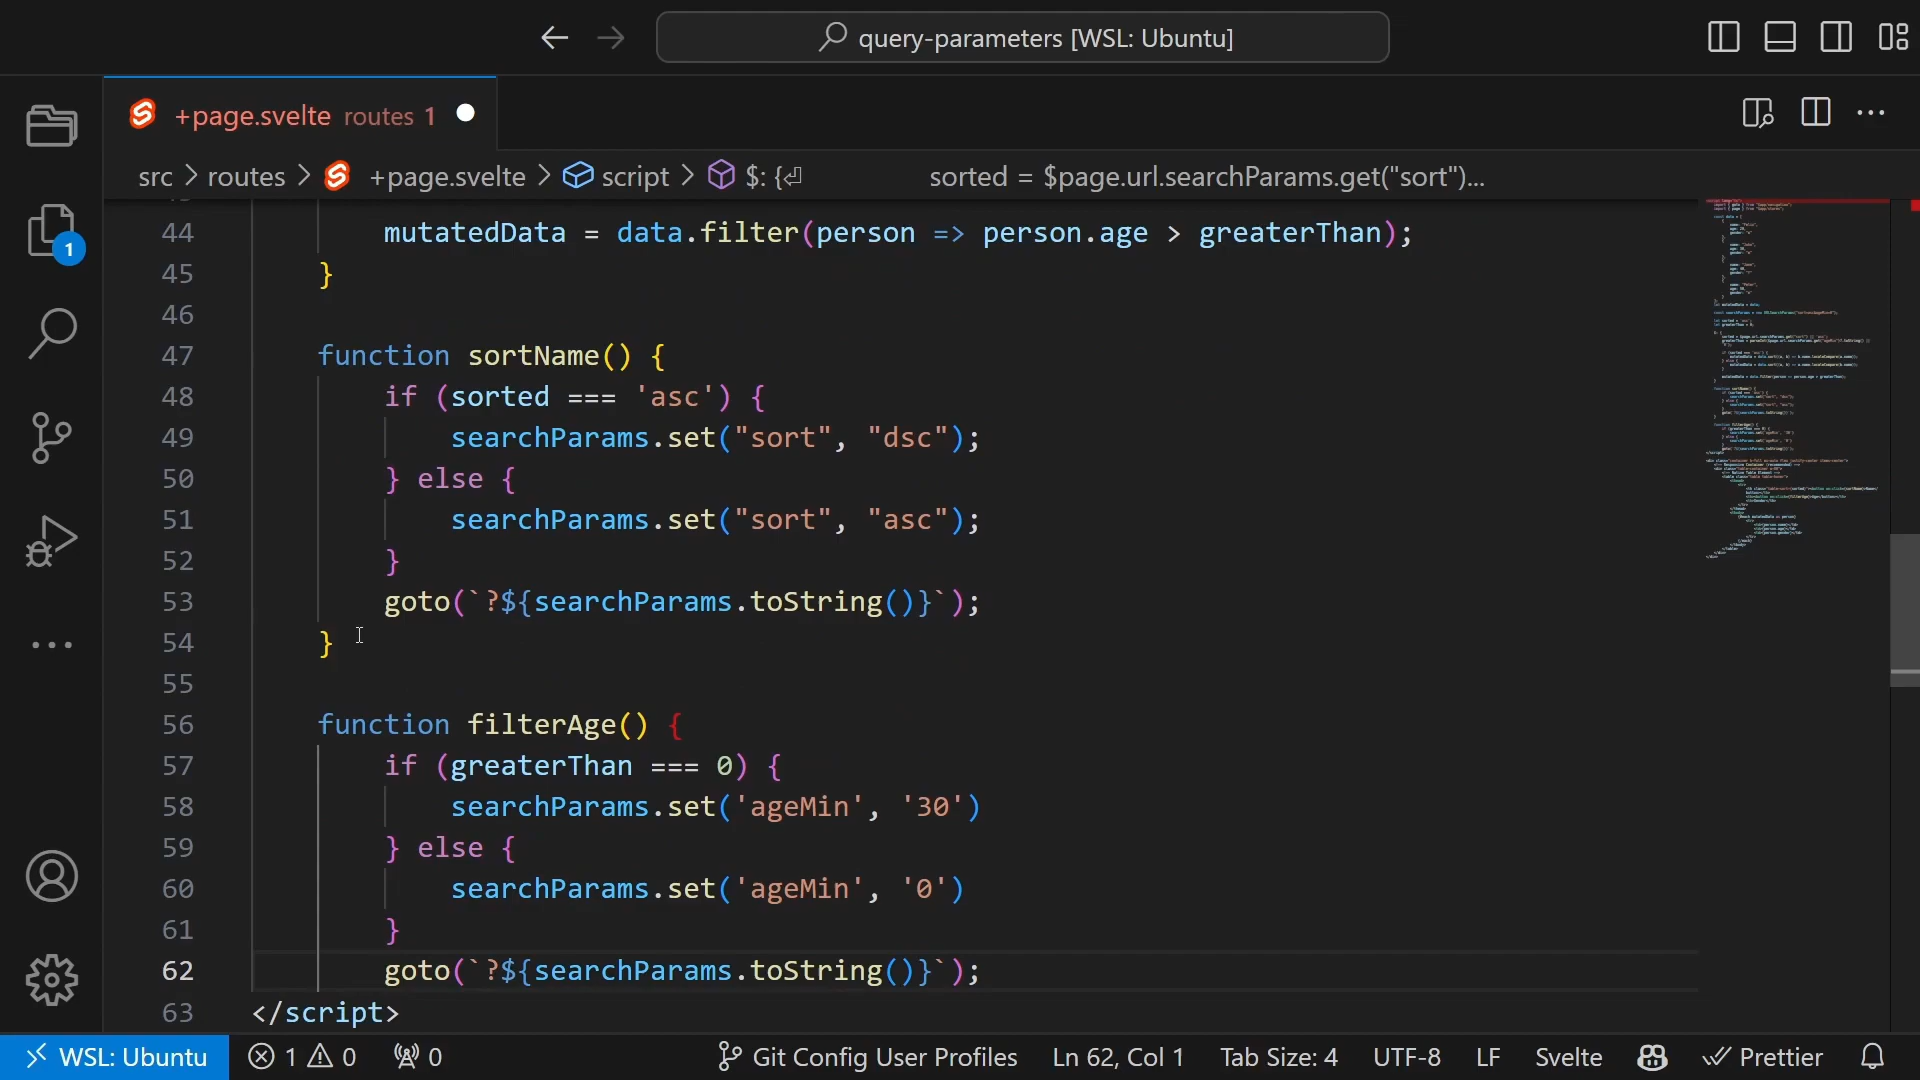 query-parameters [WSL: Ubuntu]
+page.svelte routes 1
src > routes > +page.svelte > script > $: {⏎ sorted = $page.url.searchParams.get("sort")...
1
44 mutatedData = data.filter(person => person.age > greaterThan);
45 }
46
47 function sortName() {
48 if (sorted === 'asc') {
49 searchParams.set("sort", "dsc");
50 } else {
51 searchParams.set("sort", "asc");
52 }
53 goto(`?${searchParams.toString()}`);
54 }
55
56 function filterAge() {
57 if (greaterThan === 0) {
58 searchParams.set('ageMin', '30')
59 } else {
60 searchParams.set('ageMin', '0')
61 }
62 goto(`?${searchParams.toString()}`);
63 </script>
WSL: Ubuntu 1 0 0 Git Config User Profiles Ln 62, Col 1 Tab Size: 4 UTF-8 LF Svelte Prettier